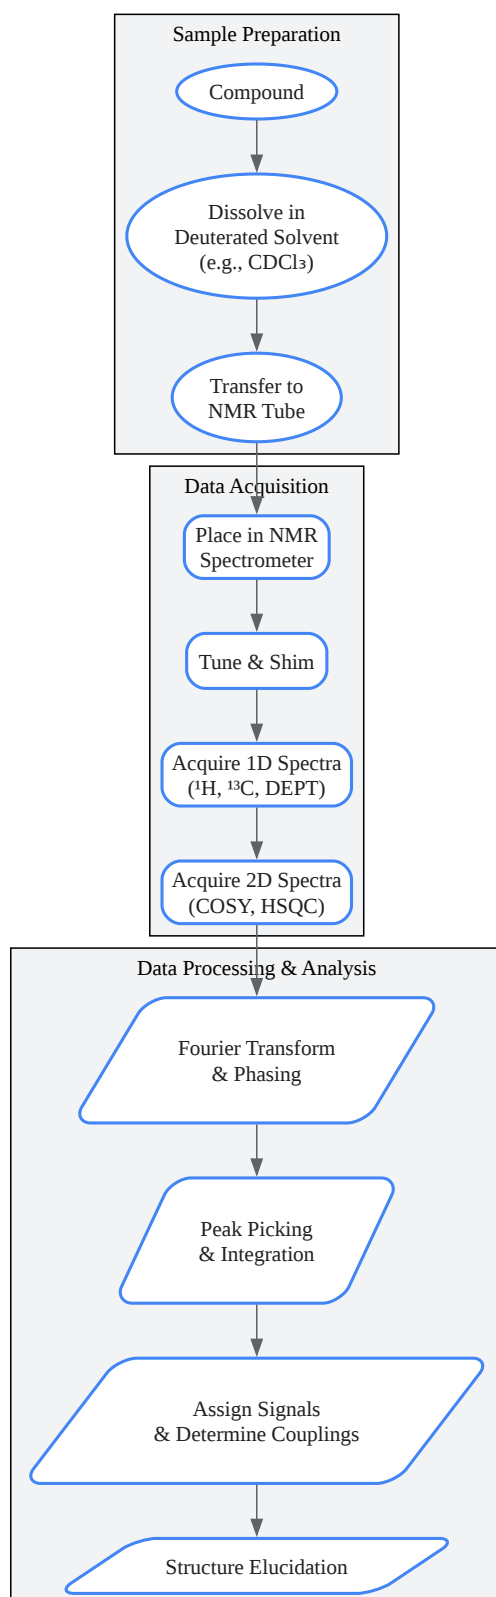 Sample Preparation
Compound
Dissolve in
Deuterated Solvent
(e.g., CDCl₃)
Transfer to
NMR Tube
Data Acquisition
Place in NMR
Spectrometer
Tune & Shim
Acquire 1D Spectra
(¹H, ¹³C, DEPT)
Acquire 2D Spectra
(COSY, HSQC)
Data Processing & Analysis
Fourier Transform
& Phasing
Peak Picking
& Integration
Assign Signals
& Determine Couplings
Structure Elucidation